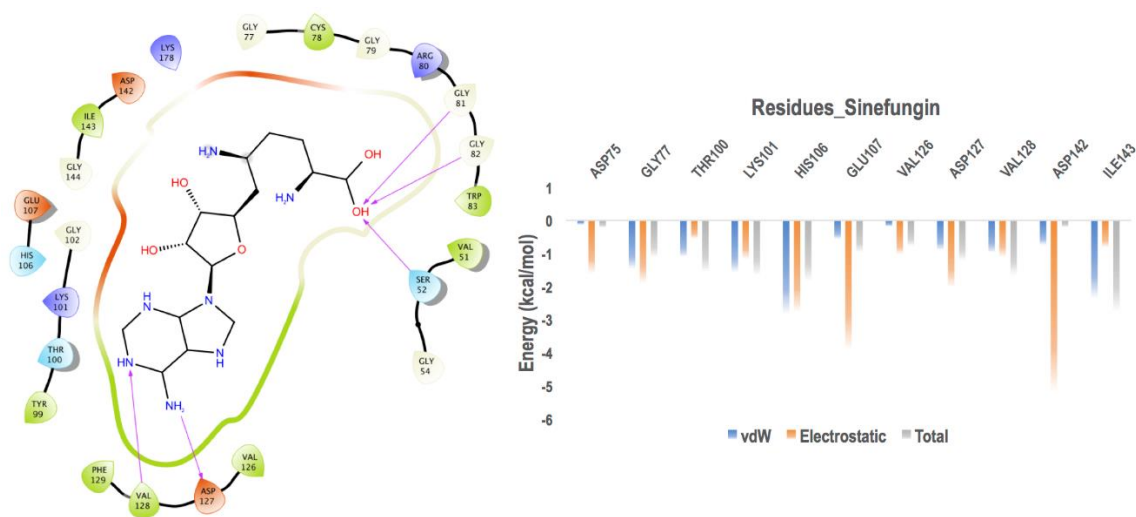 GLY
77
CYS
78
GLY
79
ARG
80
GLY
81
GLY
82
TRP
83
LYS
178
ASP
142
ILE
143
GLY
144
GLU
107
HIS
106
GLY
102
LYS
101
THR
100
TYR
99
H₂N
OH
H₂N
OH
HO
HO
O
N
H
N
NH
HN
NH₂
VAL
51
SER
52
GLY
54
PHE
129
VAL
128
ASP
127
VAL
126
Residues_Sinefungin
ASP75
GLY77
THR100
LYS101
HIS106
GLU107
VAL126
ASP127
VAL128
ASP142
ILE143
Energy (kcal/mol)
1
0
-1
-2
-3
-4
-5
-6
vdW Electrostatic Total